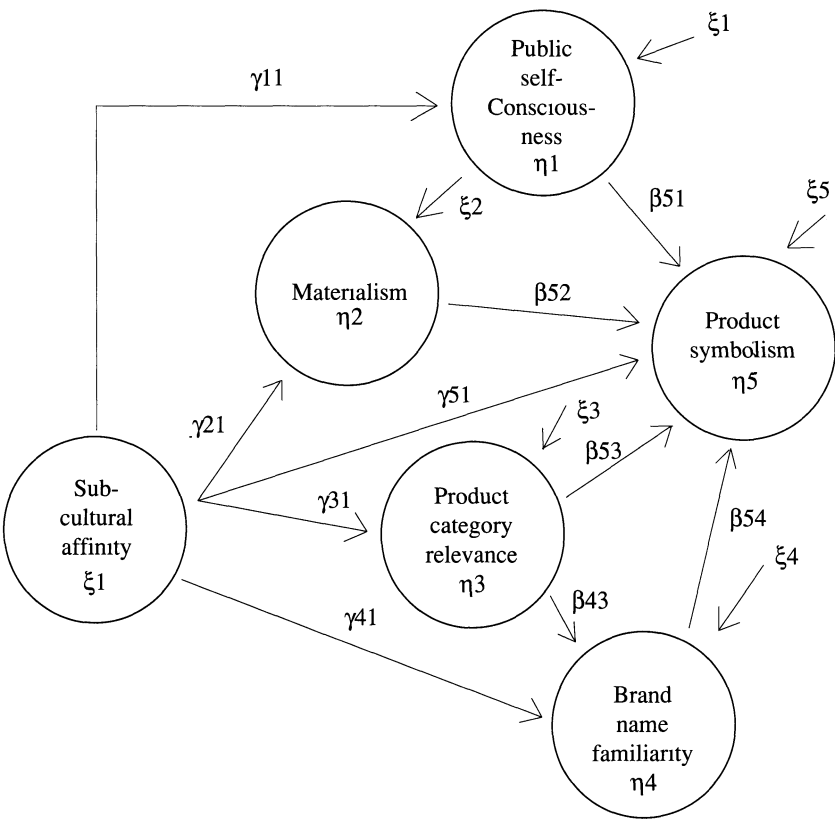 ξ1
Public
self-
Conscious-
ness
η1
γ11
ξ2
β51
ξ5
Materialism
η2
β52
Product
symbolism
η5
γ51
γ21
ξ3
β53
Sub-
cultural
affinity
ξ1
γ31
Product
category
relevance
η3
β54
ξ4
β43
γ41
Brand
name
familiarity
η4